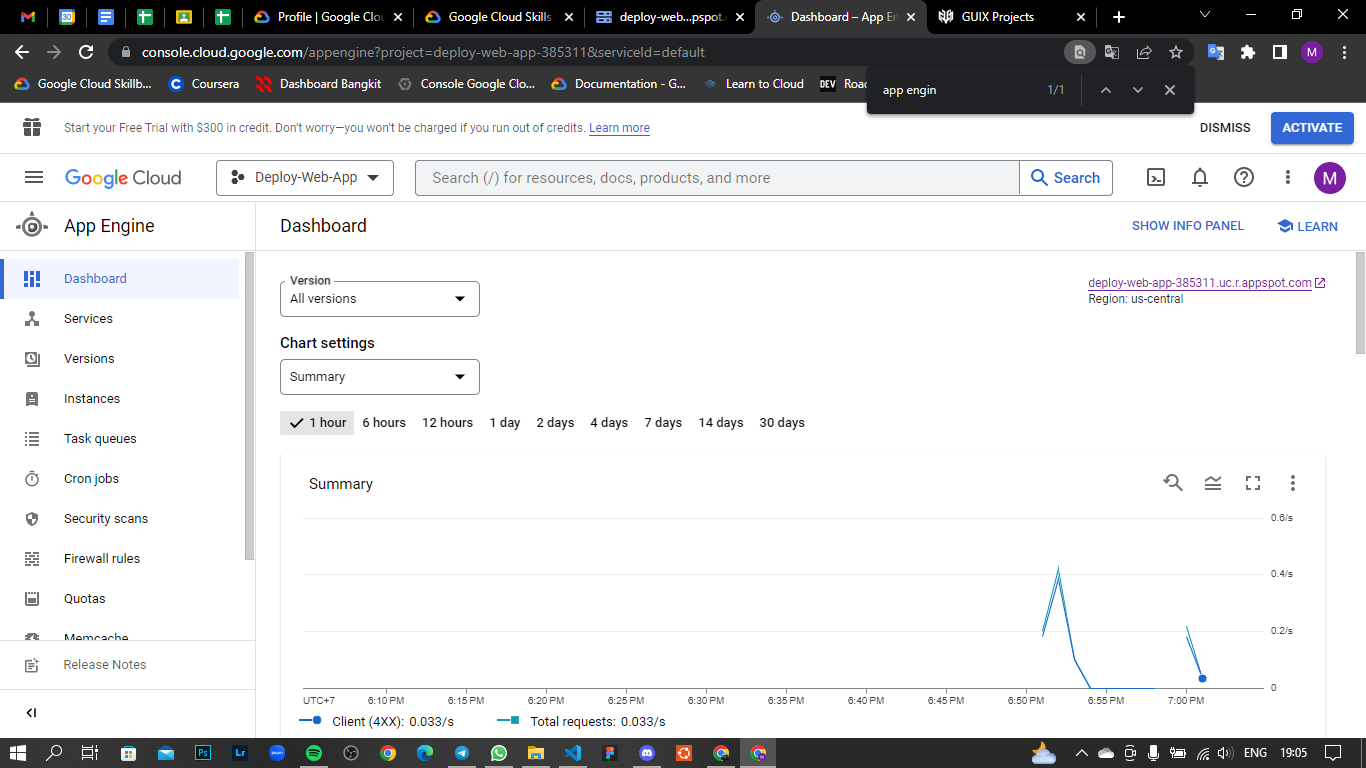 Profile | Google Clou
Google Cloud Skills
deploy-web...pspot.
Dashboard – App En
GUIX Projects
console.cloud.google.com/appengine?project=deploy-web-app-385311&serviceId=default
M
Google Cloud Skillb...
Coursera
Dashboard Bangkit
Console Google Clo...
Documentation - G...
Learn to Cloud
DEV
Road
app engin
1/1
Start your Free Trial with $300 in credit. Don't worry—you won't be charged if you run out of credits. Learn more
DISMISS
ACTIVATE
Google Cloud
Deploy-Web-App
Search (/) for resources, docs, products, and more
Search
M
App Engine
Dashboard
SHOW INFO PANEL
LEARN
Dashboard
Services
Versions
Instances
Task queues
Cron jobs
Security scans
Firewall rules
Quotas
Memcache
Release Notes
Version
All versions
deploy-web-app-385311.uc.r.appspot.com
Region: us-central
Chart settings
Summary
1 hour
6 hours
12 hours
1 day
2 days
4 days
7 days
14 days
30 days
Summary
0.6/s
0.4/s
0.2/s
0
UTC+7
6:10 PM
6:15 PM
6:20 PM
6:25 PM
6:30 PM
6:35 PM
6:40 PM
6:45 PM
6:50 PM
6:55 PM
7:00 PM
Client (4XX): 0.033/s
Total requests: 0.033/s
Ps
Lr
zoom
ENG
19:05